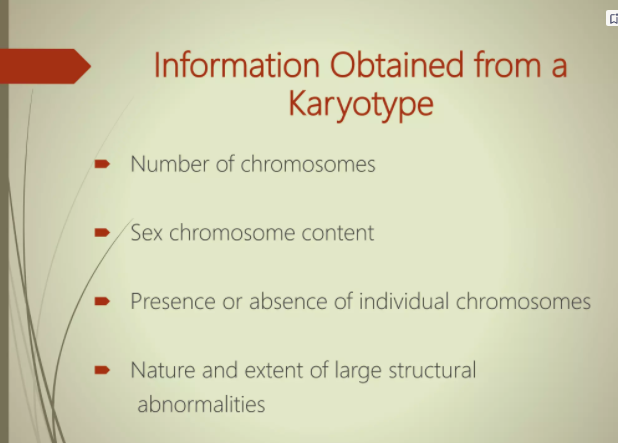 Information Obtained from a
Karyotype
Number of chromosomes
Sex chromosome content
Presence or absence of individual chromosomes
Nature and extent of large structural
abnormalities